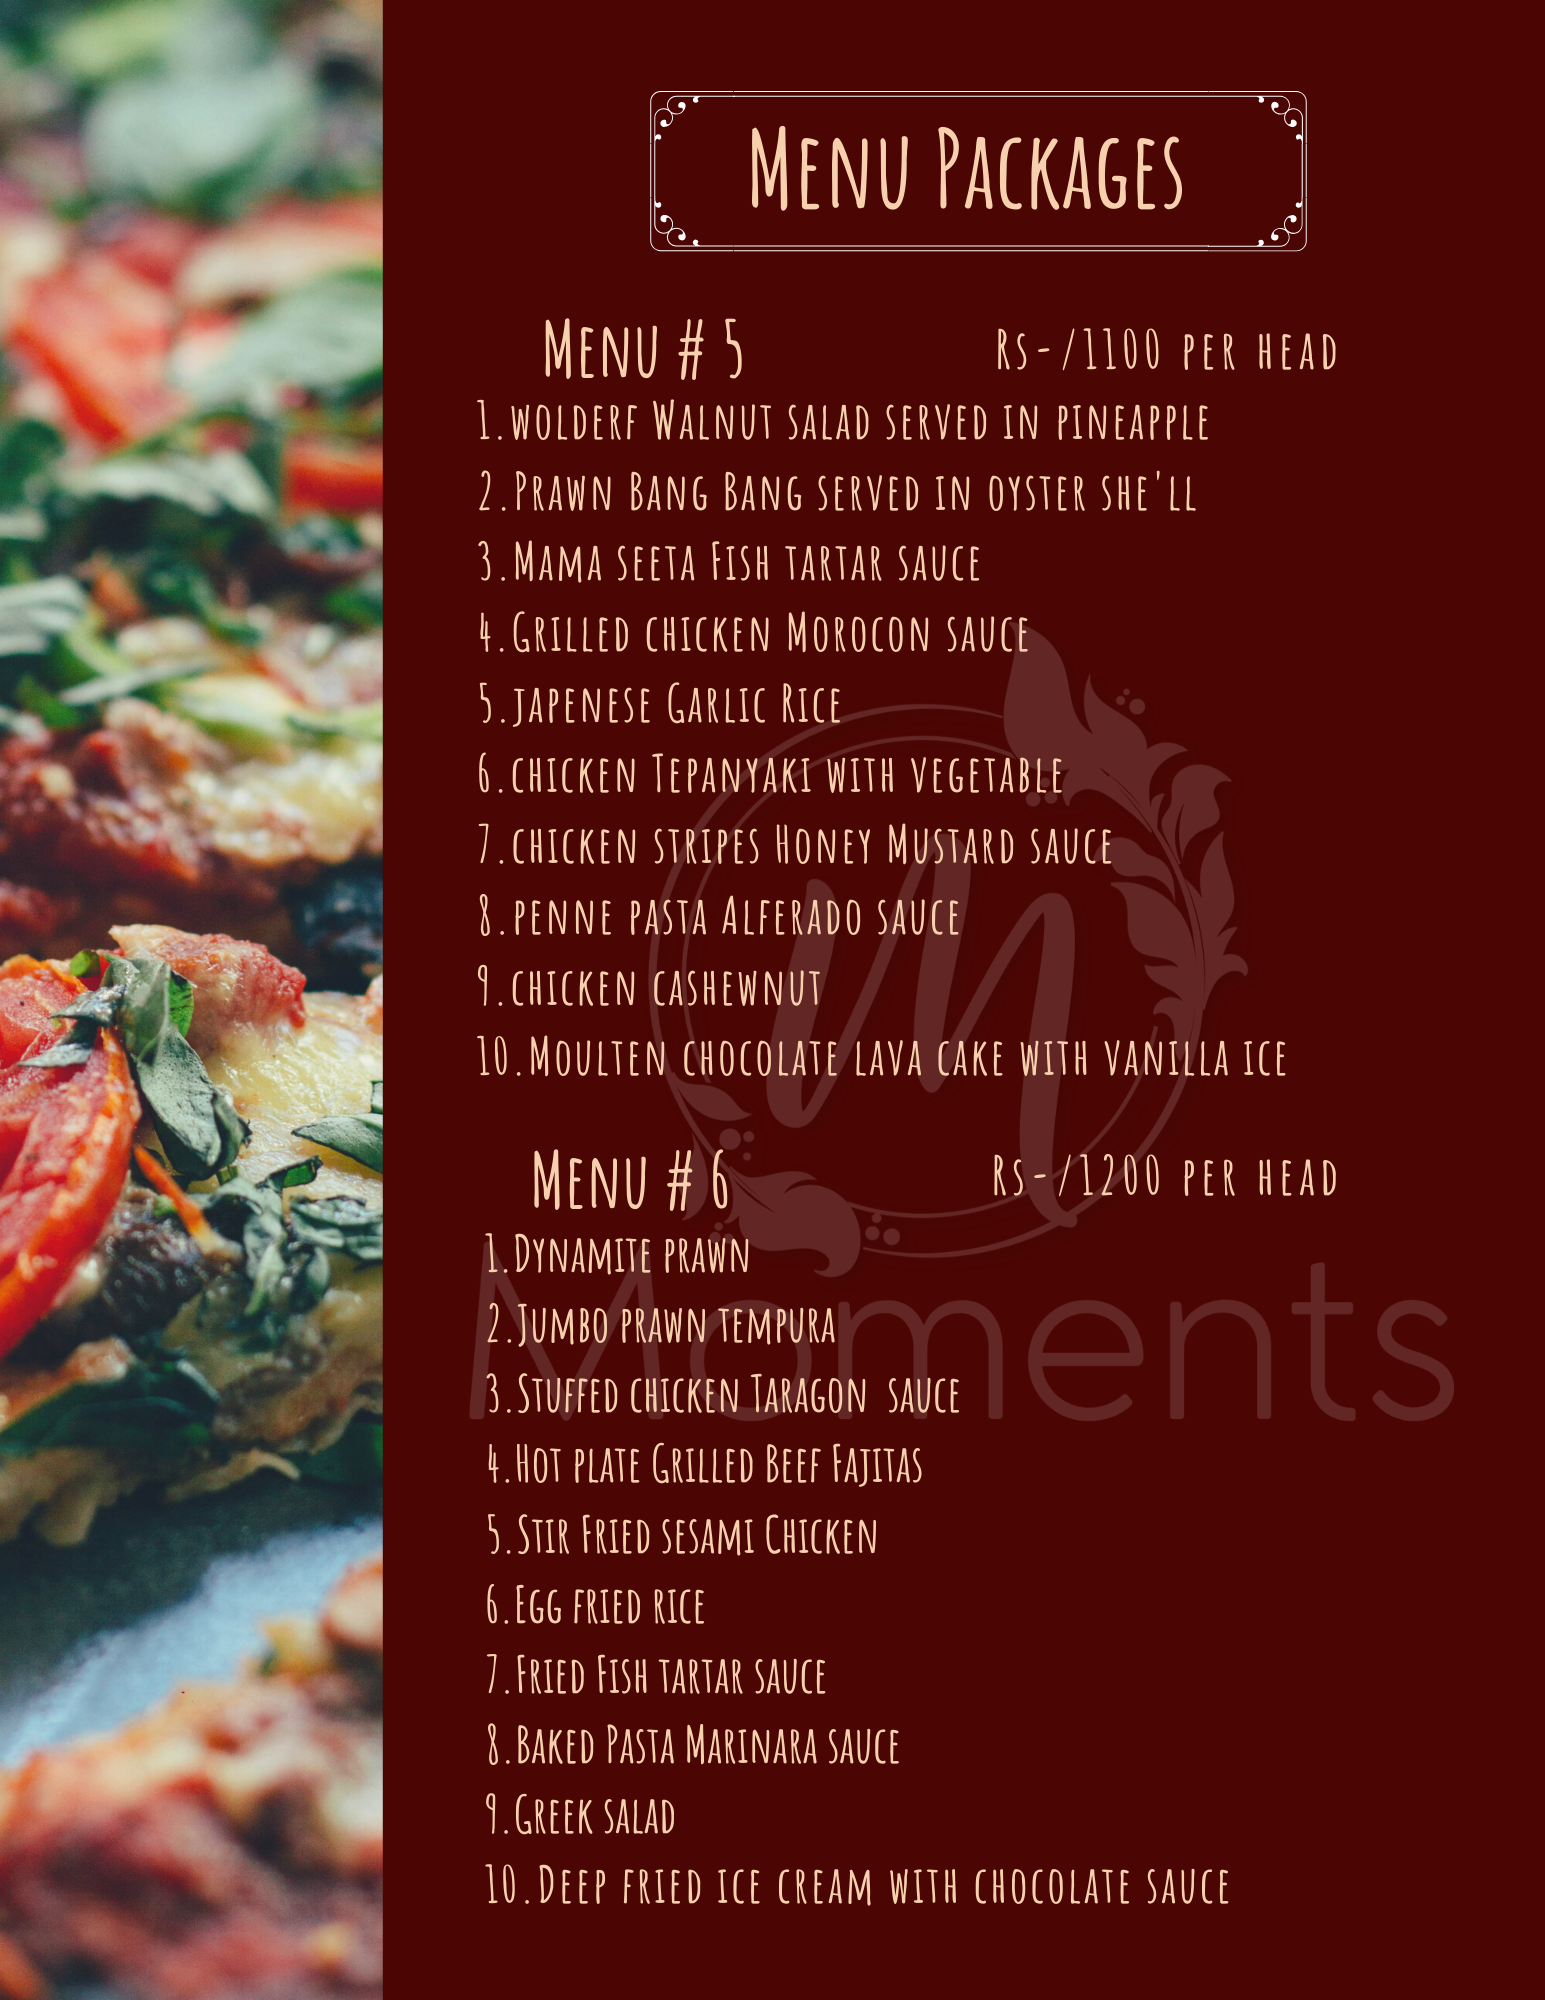 Menu Packages
Menu # 5
Rs-/1100 per head
1.wolderf Walnut salad served in pineapple
2.Prawn Bang Bang served in oyster she'll
3.Mama seeta Fish tartar sauce
4.Grilled chicken Morocon sauce
5.japenese Garlic Rice
6.chicken Tepanyaki with vegetable
7.chicken stripes Honey Mustard sauce
8.penne pasta Alferado sauce
9.chicken cashewnut
10.Moulten chocolate lava cake with vanilla ice
Menu # 6
Rs-/1200 per head
1.Dynamite prawn
2.Jumbo prawn tempura
3.Stuffed chicken Taragon sauce
4.Hot plate Grilled Beef Fajitas
5.Stir Fried sesami Chicken
6.Egg fried rice
7.Fried Fish tartar sauce
8.Baked Pasta Marinara sauce
9.Greek salad
10.Deep fried ice cream with chocolate sauce
M
Moments